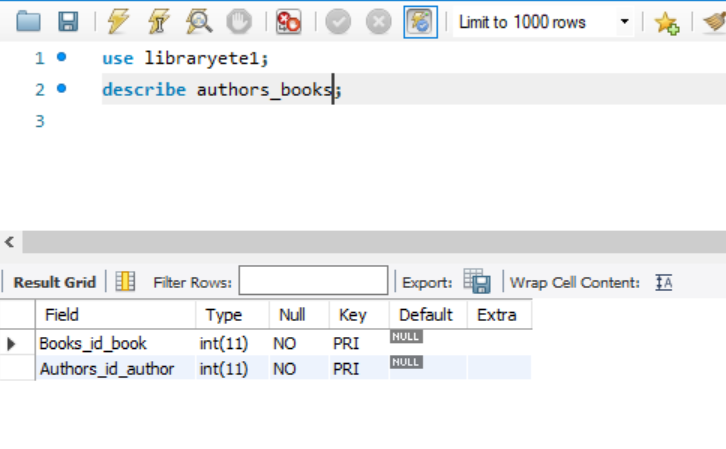 Limit to 1000 rows
1 use libraryete1;
2 describe authors_books;
3
Result Grid Filter Rows: Export: Wrap Cell Content:
Field Type Null Key Default Extra
Books_id_book int(11) NO PRI NULL
Authors_id_author int(11) NO PRI NULL